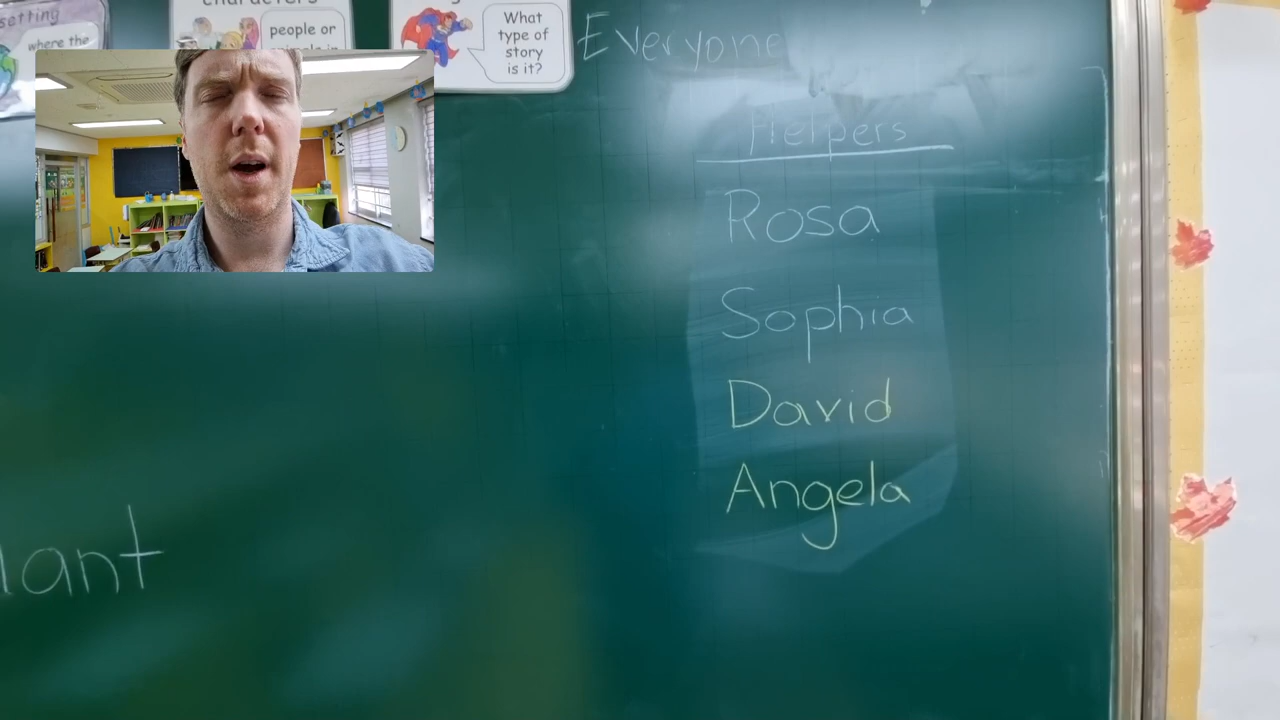 setting
where the
characters
people or
What
type of
story
is it?
Everyone
Helpers
Rosa
Sophia
David
Angela
lant